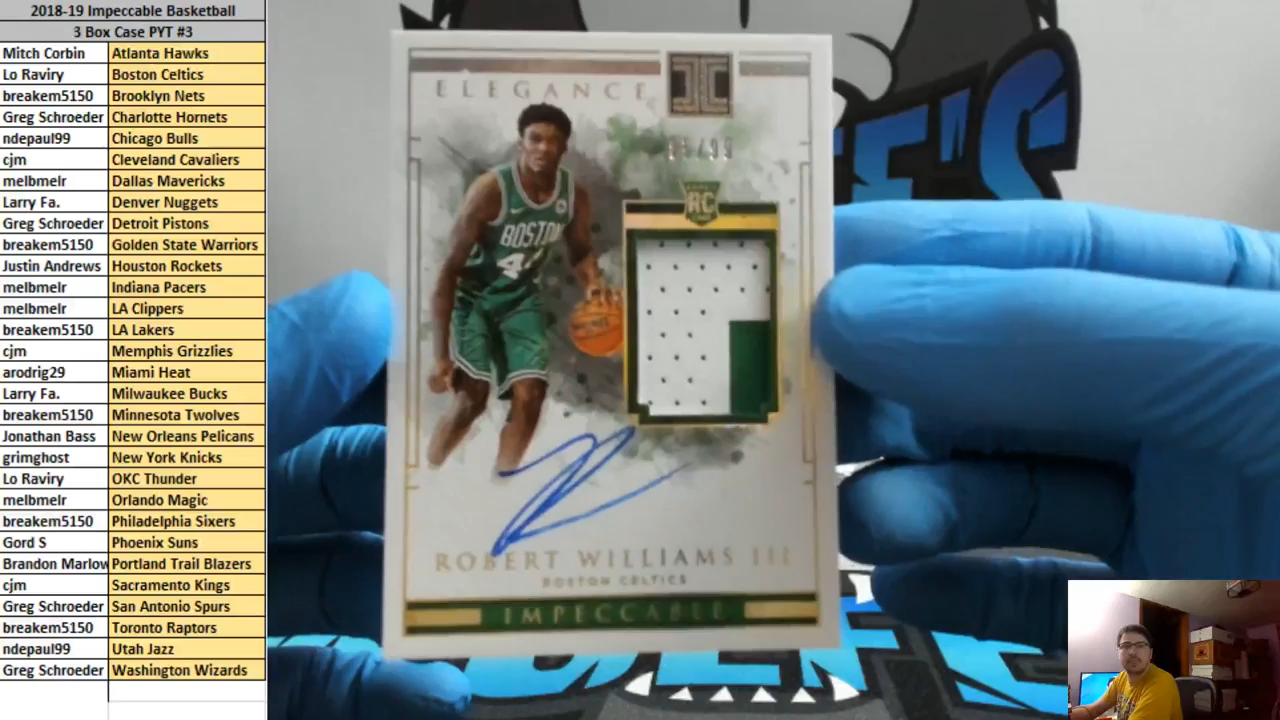 2018-19 Impeccable Basketball
3 Box Case PYT #3
Mitch Corbin Atlanta Hawks
Lo Raviry Boston Celtics
breakem5150 Brooklyn Nets
Greg Schroeder Charlotte Hornets
ndepaul99 Chicago Bulls
cjm Cleveland Cavaliers
melbmelr Dallas Mavericks
Larry Fa. Denver Nuggets
Greg Schroeder Detroit Pistons
breakem5150 Golden State Warriors
Justin Andrews Houston Rockets
melbmelr Indiana Pacers
melbmelr LA Clippers
breakem5150 LA Lakers
cjm Memphis Grizzlies
arodrig29 Miami Heat
Larry Fa. Milwaukee Bucks
breakem5150 Minnesota Twolves
Jonathan Bass New Orleans Pelicans
grimghost New York Knicks
Lo Raviry OKC Thunder
melbmelr Orlando Magic
breakem5150 Philadelphia Sixers
Gord S Phoenix Suns
Brandon Marlow Portland Trail Blazers
cjm Sacramento Kings
Greg Schroeder San Antonio Spurs
breakem5150 Toronto Raptors
ndepaul99 Utah Jazz
Greg Schroeder Washington Wizards
ELEGANCE
RC
BOSTON
ROBERT WILLIAMS III
BOSTON CELTICS
IMPECCABLE